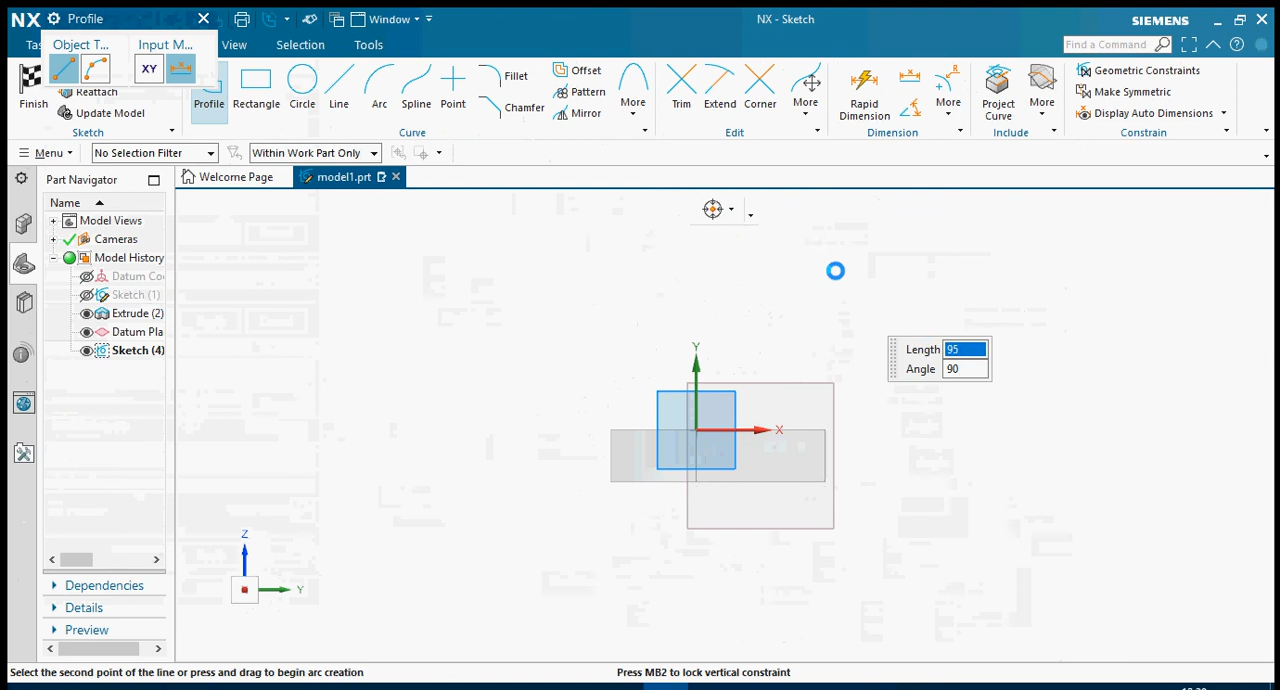 NX Profile Window NX - Sketch SIEMENS
Object T... Input M... View Selection Tools Find a Command
XY
Finish Reattach Update Model Profile Rectangle Circle Line Arc Spline Point Fillet Chamfer Offset Pattern Mirror More Trim Extend Corner More Rapid Dimension More Project Curve More Geometric Constraints Make Symmetric Display Auto Dimensions
Sketch Curve Edit Dimension Include Constrain
Menu No Selection Filter Within Work Part Only
Part Navigator Welcome Page model1.prt
Name
Model Views
Cameras
Model History
Datum Co
Sketch (1)
Extrude (2)
Datum Pla
Sketch (4)
Length 95
Angle 90
Y
X
Z
Y
Dependencies
Details
Preview
Select the second point of the line or press and drag to begin arc creation Press MB2 to lock vertical constraint